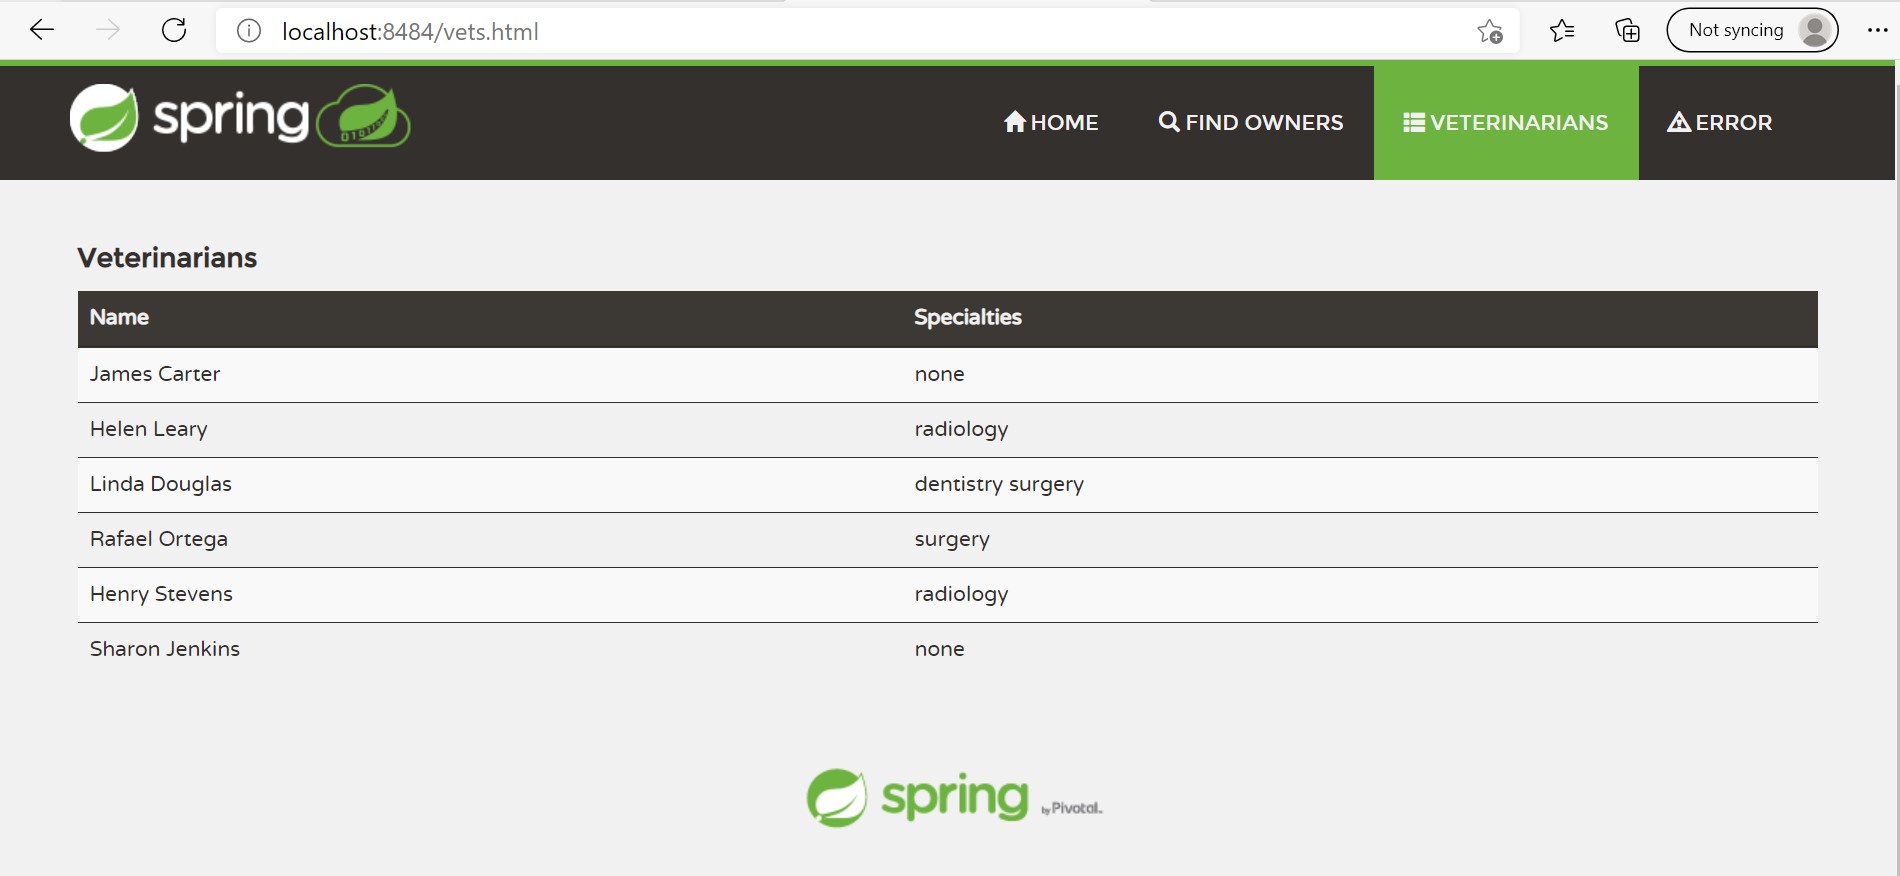 localhost:8484/vets.html
Not syncing
spring
HOME
FIND OWNERS
VETERINARIANS
ERROR
Veterinarians
Name Specialties
James Carter none
Helen Leary radiology
Linda Douglas dentistry surgery
Rafael Ortega surgery
Henry Stevens radiology
Sharon Jenkins none
spring by Pivotal